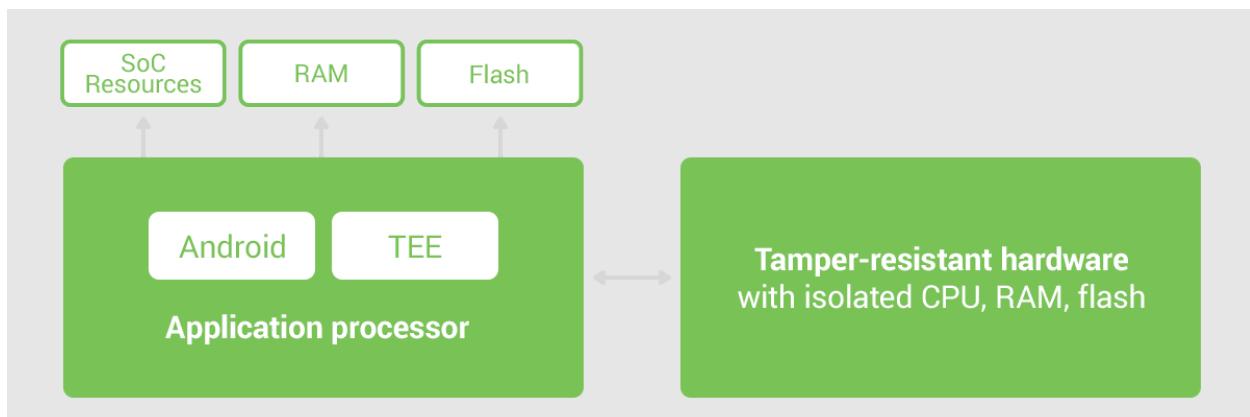 SoC
Resources
RAM
Flash
Android
TEE
Application processor
Tamper-resistant hardware
with isolated CPU, RAM, flash